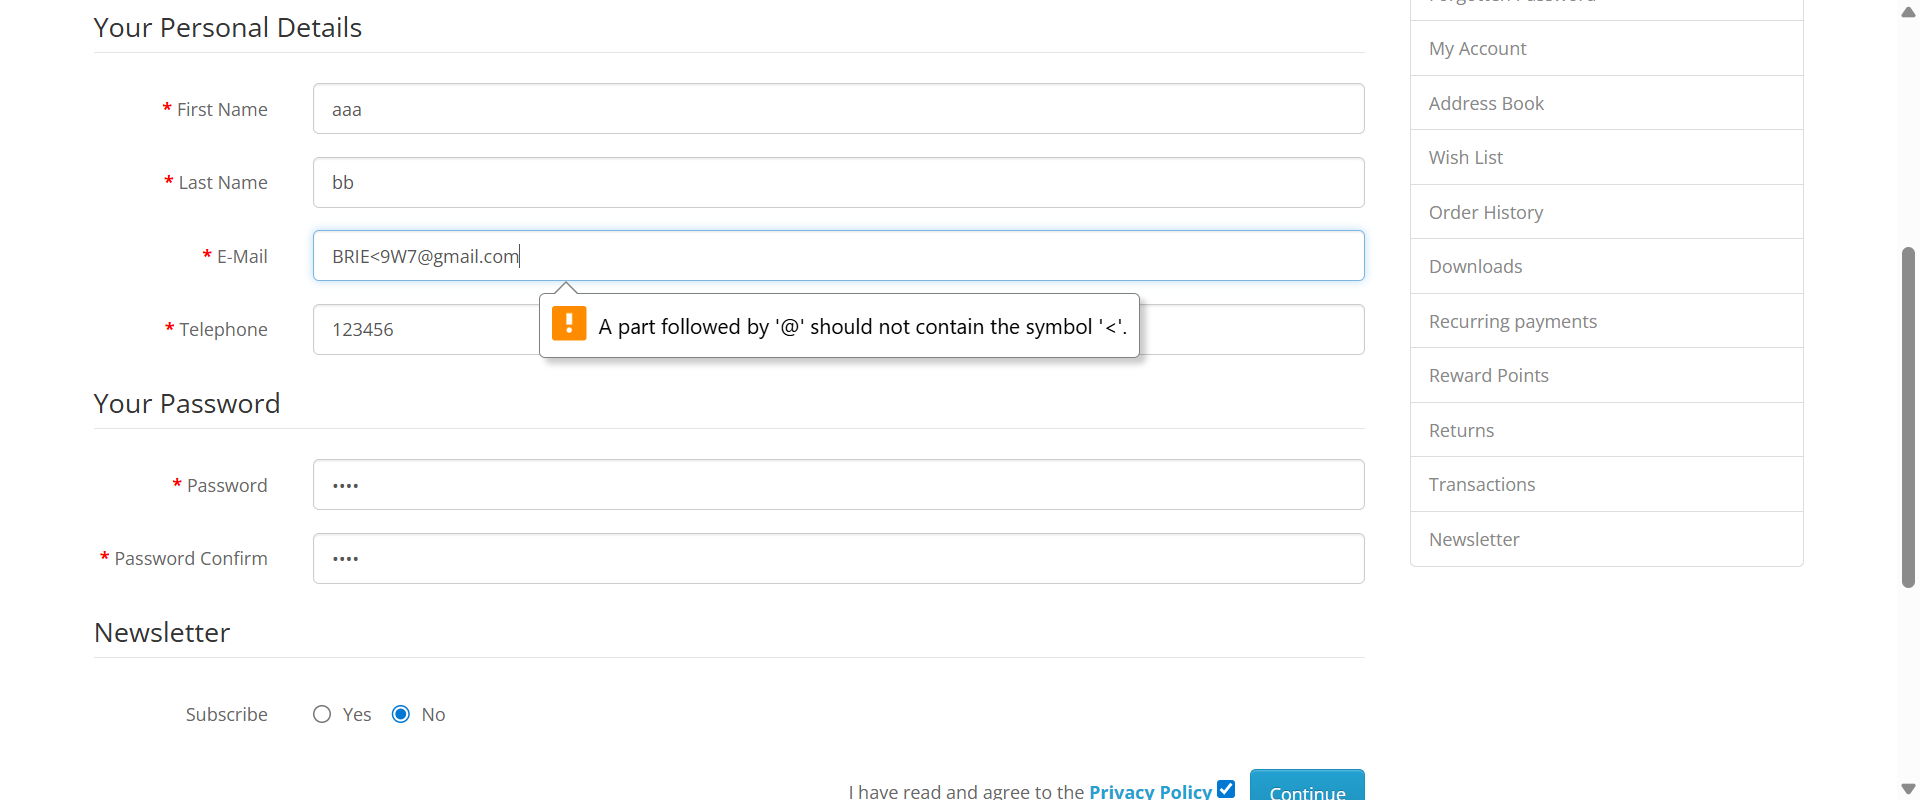 Your Personal Details
* First Name
aaa
* Last Name
bb
* E-Mail
BRIE<9W7@gmail.com
A part followed by '@' should not contain the symbol '<'.
* Telephone
123456
Your Password
* Password
••••
* Password Confirm
••••
Newsletter
Subscribe
Yes
No
I have read and agree to the Privacy Policy
Continue
My Account
Address Book
Wish List
Order History
Downloads
Recurring payments
Reward Points
Returns
Transactions
Newsletter